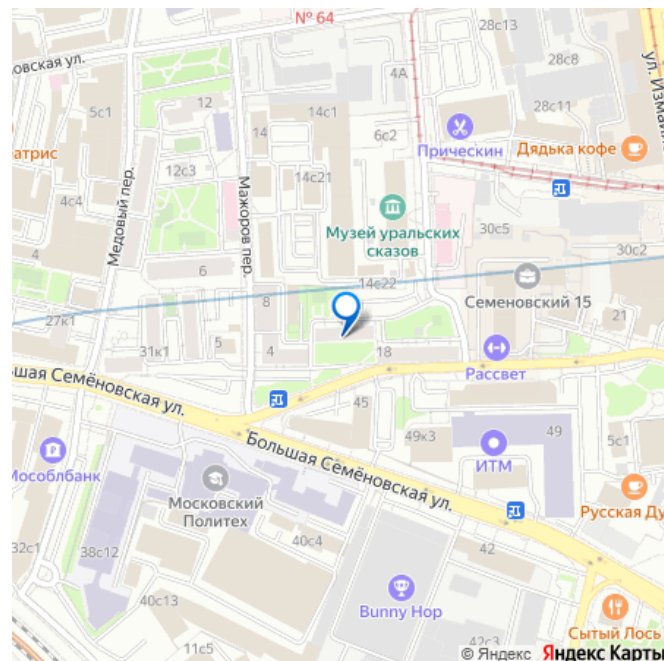 № 64
28с13
овская ул.
4А
28с8
ул. Измаи
5с1
12
14с1
28с11
14
6с2
атрис
Прическин
Дядька кофе
12с3
14с21
4с4
Медовый пер.
Мажоров пер.
30с5
30с2
4
Музей уральских
сказов
6
14с22
8
Семеновский 15
27к1
21
5
31к1
4
18
Рассвет
ьшая Семёновская ул.
45
49к3
49
5с1
Большая Семёновская ул.
ИТМ
Мособлбанк
Московский
Политех
Русская Ду
32с1
38с12
40с4
42
40с13
Bunny Hop
11с5
42с3
Сытый Лось
© Яндекс Яндекс Карты